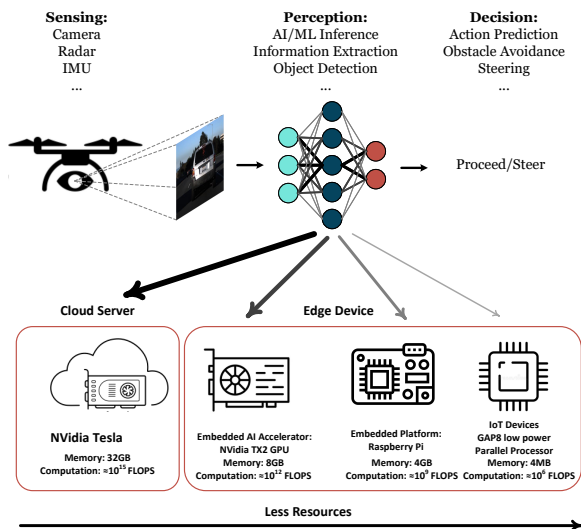 Sensing:
Camera
Radar
IMU
...
Perception:
AI/ML Inference
Information Extraction
Object Detection
...
Decision:
Action Prediction
Obstacle Avoidance
Steering
...
Proceed/Steer
Cloud Server
Edge Device
NVidia Tesla
Memory: 32GB
Computation: ≈10¹⁵ FLOPS
Embedded AI Accelerator:
NVidia TX2 GPU
Memory: 8GB
Computation: ≈10¹² FLOPS
Embedded Platform:
Raspberry Pi
Memory: 4GB
Computation: ≈10⁹ FLOPS
IoT Devices
GAP8 low power
Parallel Processor
Memory: 4MB
Computation: ≈10⁶ FLOPS
Less Resources